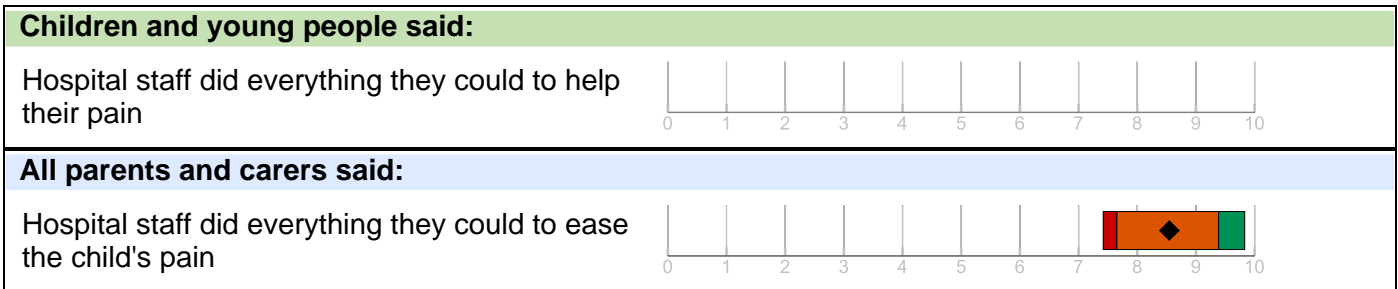 Children and young people said:
Hospital staff did everything they could to help
their pain
0 1 2 3 4 5 6 7 8 9 10
All parents and carers said:
Hospital staff did everything they could to ease
the child's pain
0 1 2 3 4 5 6 7 8 9 10